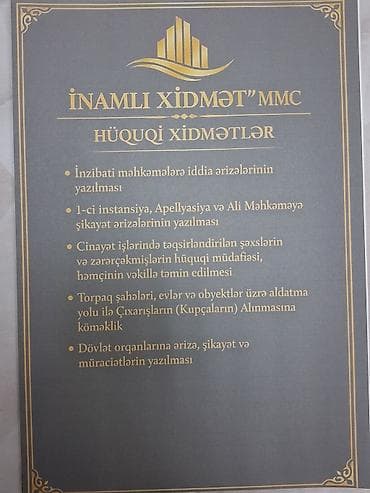 İNAMLI XİDMƏT” MMC
HÜQUQİ XİDMƏTLƏR
• İnzibati məhkəmələrə iddia ərizələrinin
yazılması
• 1-ci instansiya, Apellyasiya və Ali Məhkəməyə
şikayət ərizələrinin yazılması
• Cinayət işlərində təqsirləndirilən şəxslərin
və zərərçəkmişlərin hüquqi müdafiəsi,
həmçinin vəkillə təmin edilməsi
• Torpaq şahələri, evlər və obyektlər üzrə aldatma
yolu ilə Çıxarışların (Kupçaların) Alınmasına
köməklik
• Dövlət orqanlarına ərizə, şikayət və
müraciətlərin yazılması